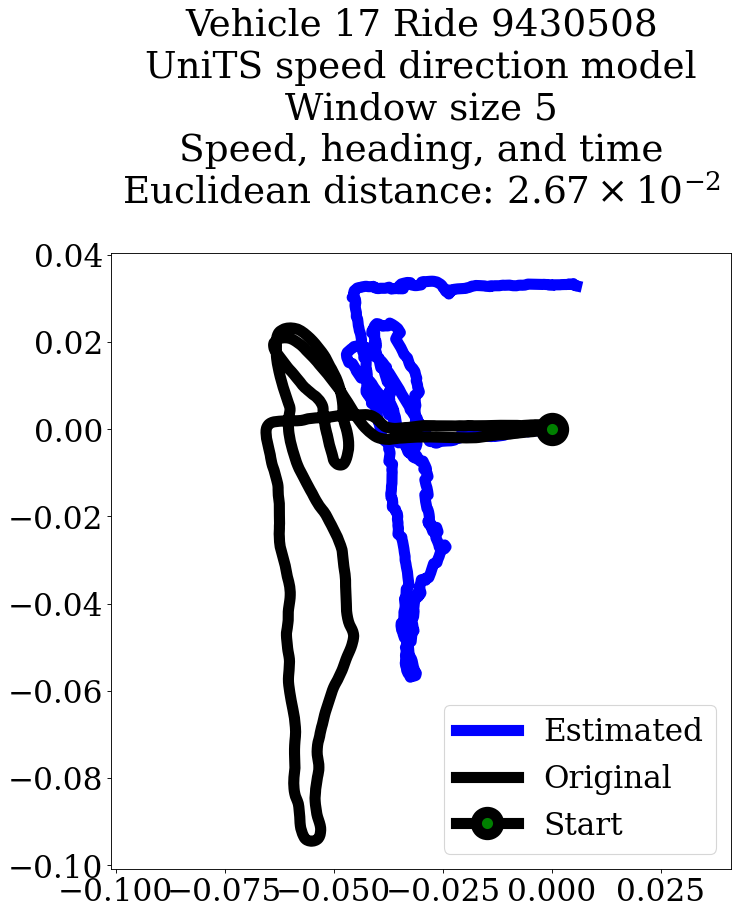 Vehicle 17 Ride 9430508
UniTS speed direction model
Window size 5
Speed, heading, and time
Euclidean distance: 2.67 × 10⁻²
0.04
0.02
0.00
−0.02
−0.04
−0.06
−0.08
−0.10
Estimated
Original
Start
−0.100 −0.075 −0.050 −0.025 0.000 0.025